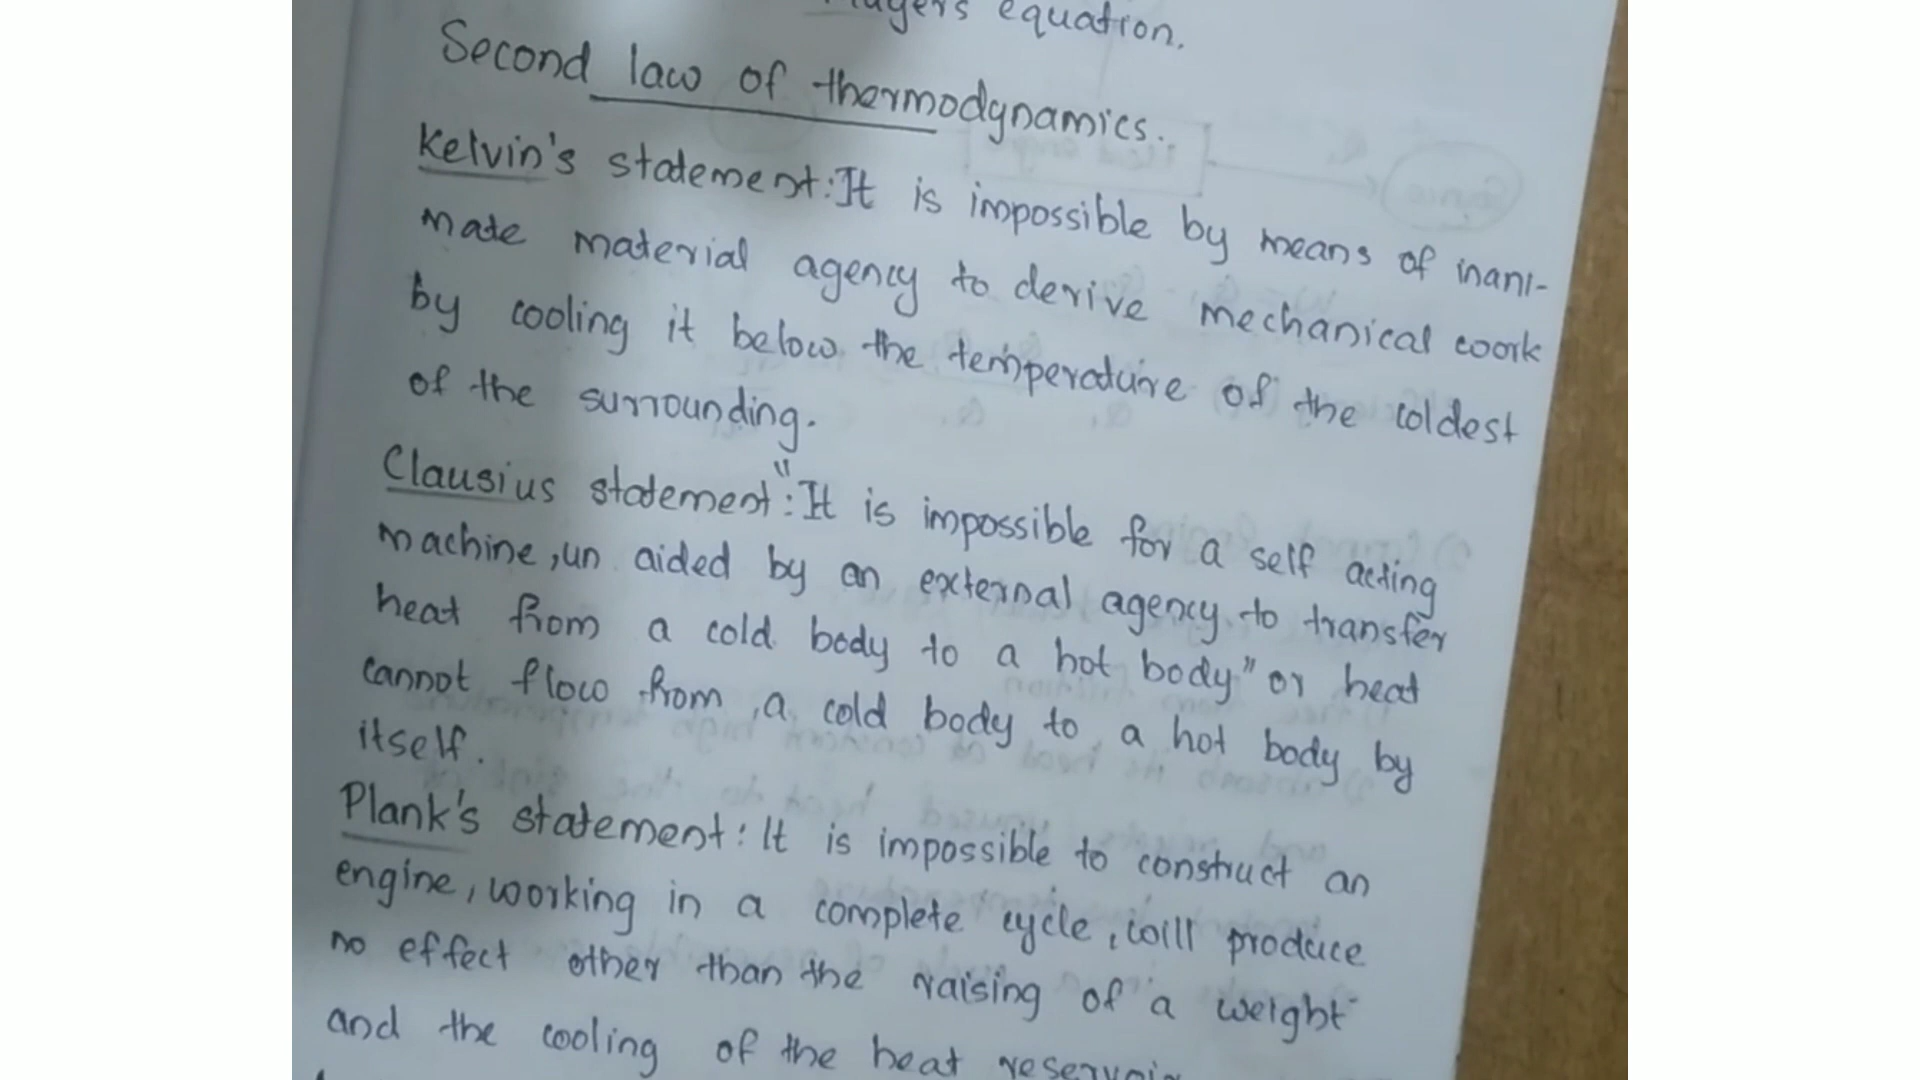 Mayers equation.
Second law of thermodynamics.
Kelvin's statement: It is impossible by means of inani-
mate material agency to derive mechanical work
by cooling it below the temperature of the coldest
of the surrounding.
Clausius statement: "It is impossible for a self acting
machine, un aided by an external agency to transfer
heat from a cold body to a hot body" or heat
cannot flow from a cold body to a hot body by
itself.
Plank's statement: It is impossible to construct an
engine, working in a complete cycle, will produce
no effect other than the raising of a weight
and the cooling of the heat reservoir